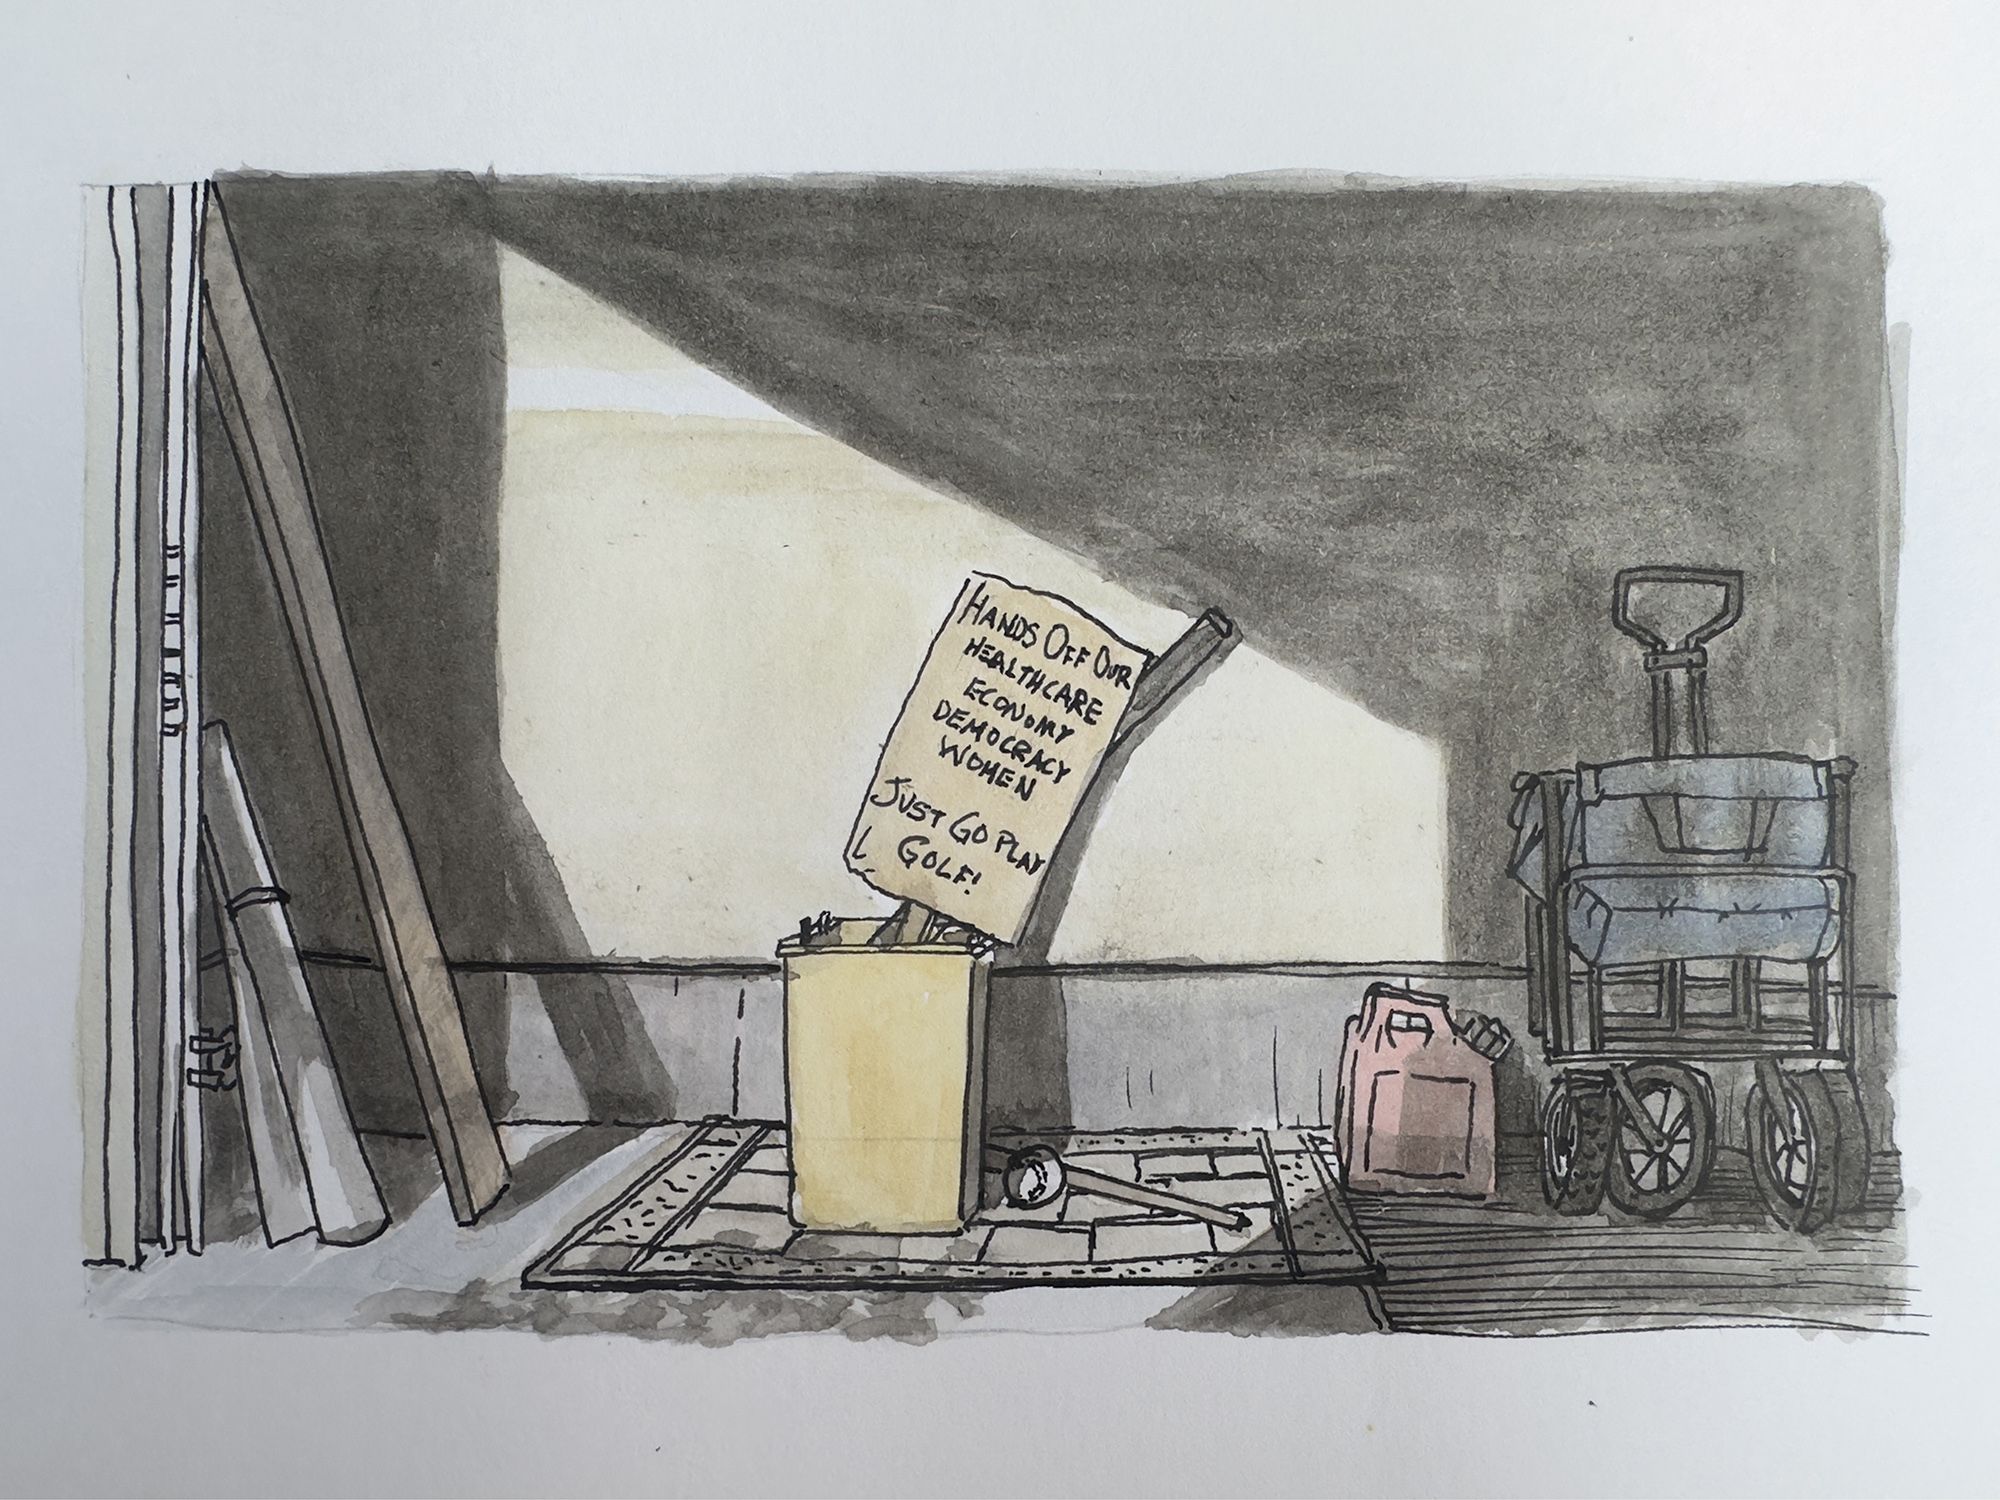 HANDS OFF OUR
HEALTHCARE
ECONOMY
DEMOCRACY
WOMEN
JUST GO PLAY
GOLF!